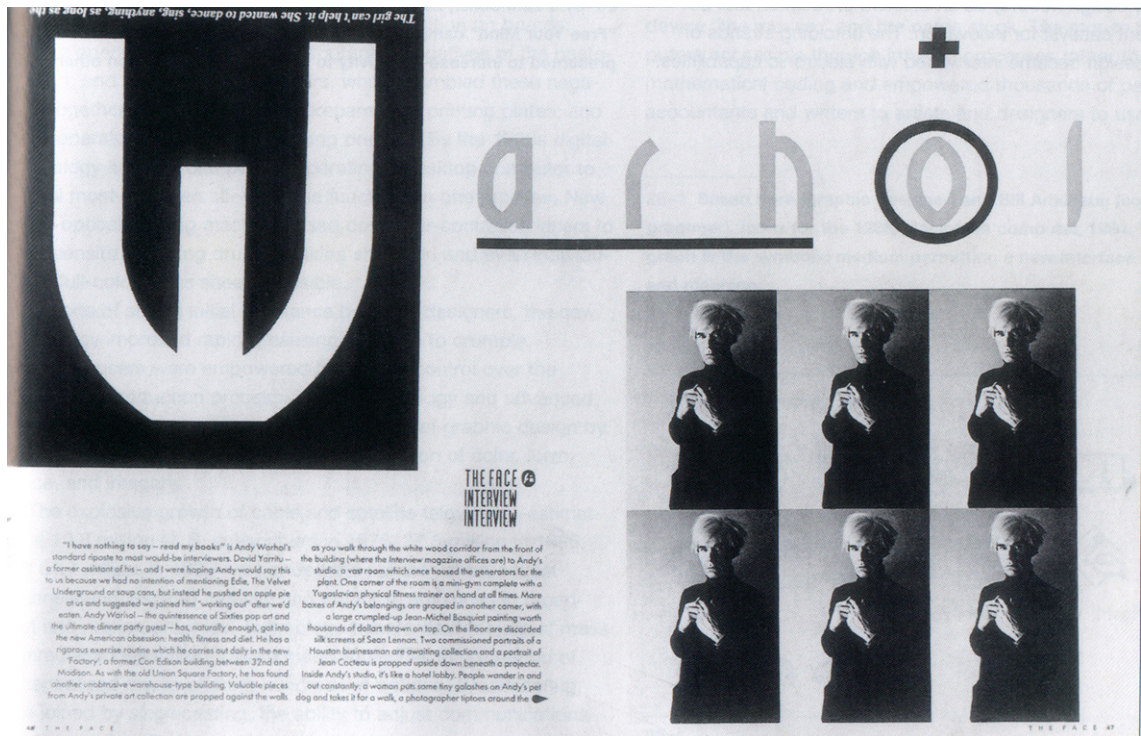 The girl can't help it. She wanted to dance, sing, anything, as long as the
W
arhol
THE FACE
INTERVIEW
INTERVIEW
"I have nothing to say – read my books" is Andy Warhol's
standard riposte to most would-be interviewers. David Yarritu –
a former assistant of his – and I were hoping Andy would say this
to us because we had no intention of mentioning Edie, The Velvet
Underground or soup cans, but instead he pushed an apple pie
at us and suggested we joined him "working out" after we'd
eaten. Andy Warhol – the quintessence of Sixties pop art and
the ultimate dinner party guest – has, naturally enough, got into
the new American obsession: health, fitness and diet. He has a
rigorous exercise routine which he carries out daily in the new
'Factory', a former Con Edison building between 32nd and
Madison. As with the old Union Square Factory, he has found
another unobtrusive warehouse-type building. Valuable pieces
from Andy's private art collection are propped against the walls
as you walk through the white wood corridor from the front of
the building (where the Interview magazine offices are) to Andy's
studio: a vast room which once housed the generators for the
plant. One corner of the room is a mini-gym complete with a
Yugoslavian physical fitness trainer on hand at all times. More
boxes of Andy's belongings are grouped in another corner, with
a large crumpled-up Jean-Michel Basquiat painting worth
thousands of dollars thrown on top. On the floor are discarded
silk screens of Sean Lennon. Two commissioned portraits of a
Houston businessman are awaiting collection and a portrait of
Jean Cocteau is propped upside down beneath a projector.
Inside Andy's studio, it's like a hotel lobby. People wander in and
out constantly: a woman puts some tiny galoshes on Andy's pet
dog and takes it for a walk, a photographer tiptoes around the
THE FACE
THE FACE 47